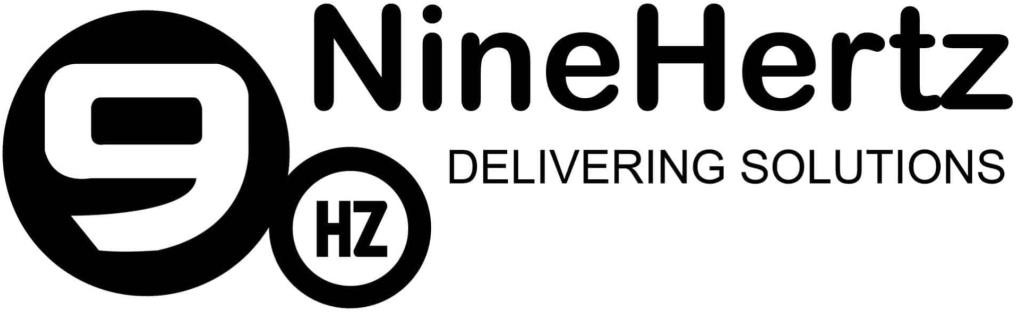 9
HZ
NineHertz
DELIVERING SOLUTIONS